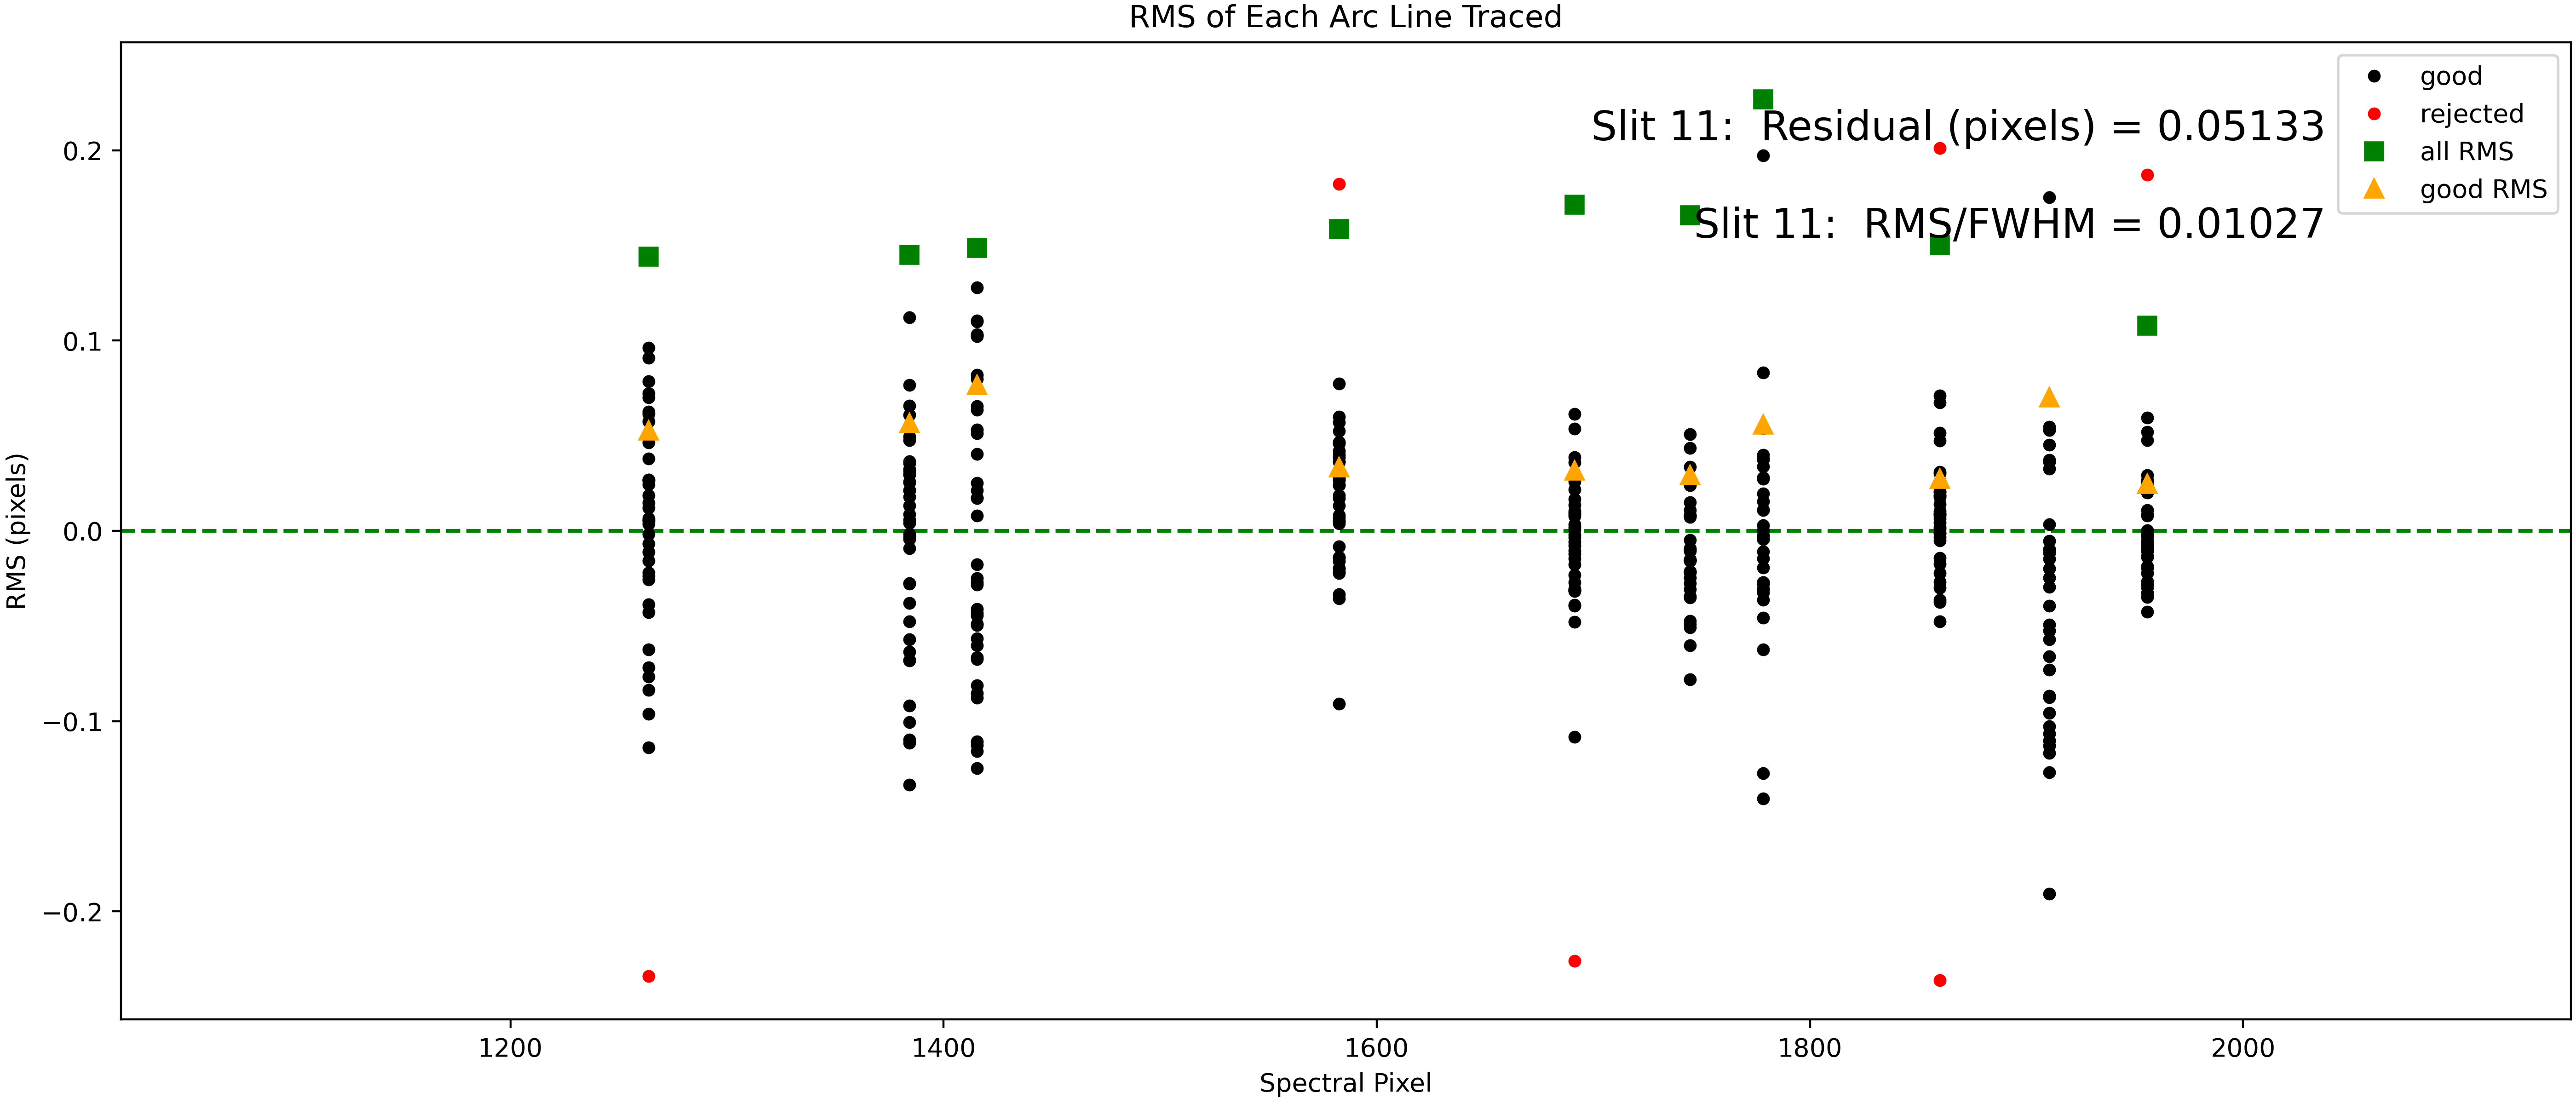 RMS of Each Arc Line Traced
good
rejected
all RMS
good RMS
Slit 11:  Residual (pixels) = 0.05133
Slit 11:  RMS/FWHM = 0.01027
RMS (pixels)
0.2
0.1
0.0
−0.1
−0.2
1200
1400
1600
1800
2000
Spectral Pixel